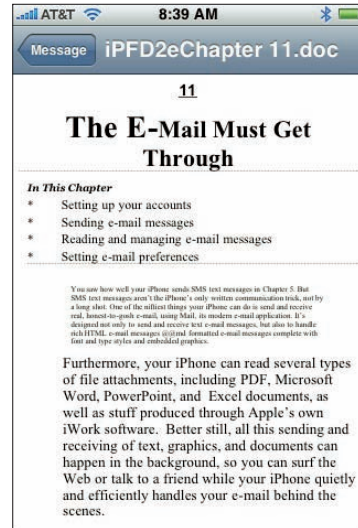 AT&T 8:39 AM
Message iPFD2eChapter 11.doc
11
The E-Mail Must Get
Through
In This Chapter
* Setting up your accounts
* Sending e-mail messages
* Reading and managing e-mail messages
* Setting e-mail preferences
You saw how well your iPhone sends SMS text messages in Chapter 5. But
SMS text messages aren't the iPhone's only written communication trick, not by
a long shot. One of the niftiest things your iPhone can do is send and receive
real, honest-to-gosh e-mail, using Mail, its modern e-mail application. It's
designed not only to send and receive text e-mail messages, but also to handle
rich HTML e-mail messages @@md formatted e-mail messages complete with
font and type styles and embedded graphics.
Furthermore, your iPhone can read several types
of file attachments, including PDF, Microsoft
Word, PowerPoint, and Excel documents, as
well as stuff produced through Apple's own
iWork software. Better still, all this sending and
receiving of text, graphics, and documents can
happen in the background, so you can surf the
Web or talk to a friend while your iPhone quietly
and efficiently handles your e-mail behind the
scenes.